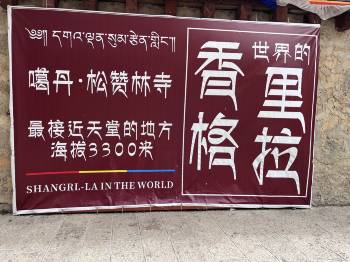 ༄༅།།དགའ་ལྡན་སུམ་རྩེན་གླིང་།
噶丹·松赞林寺
最接近天堂的地方
海拔3300米
SHANGRI-LA IN THE WORLD
世界的
香格
里拉